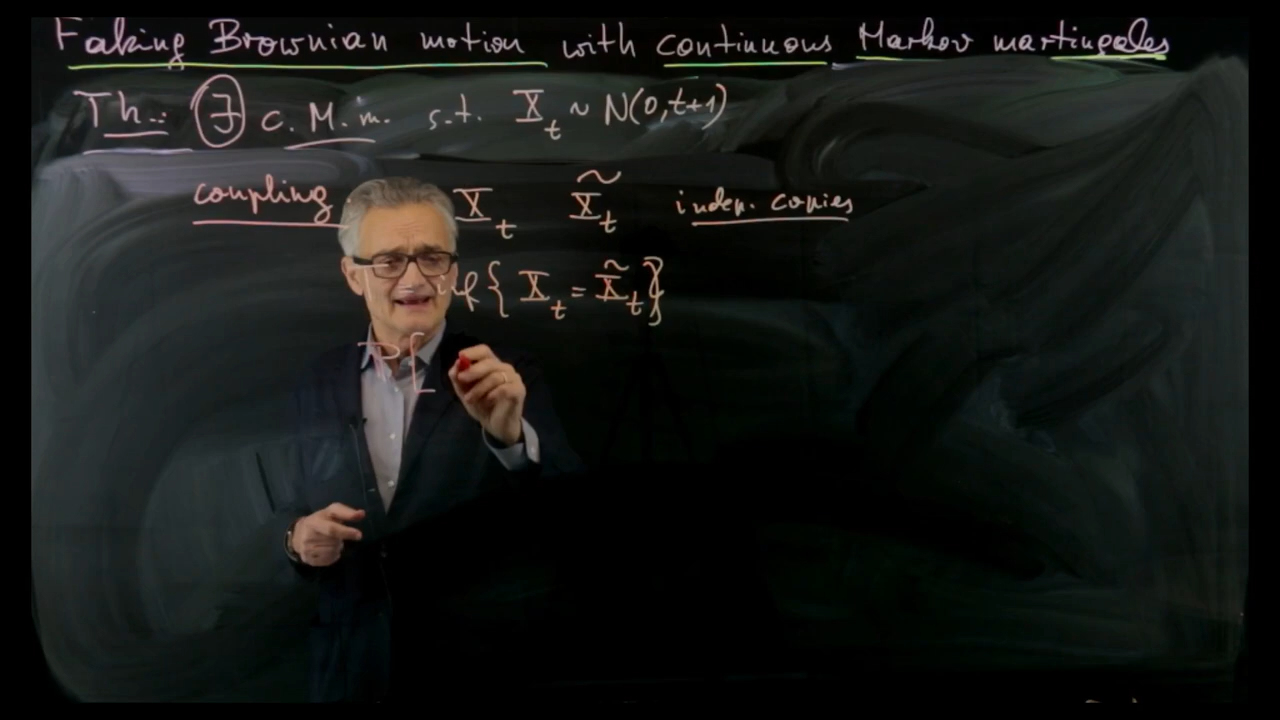 Faking Brownian motion with continuous Markov martingales
Th.: ∃ c. M. m. s.t. X_t ~ N(0,t+1)
coupling X_t X̃_t indep. copies
inf{ X_t = X̃_t }
P[